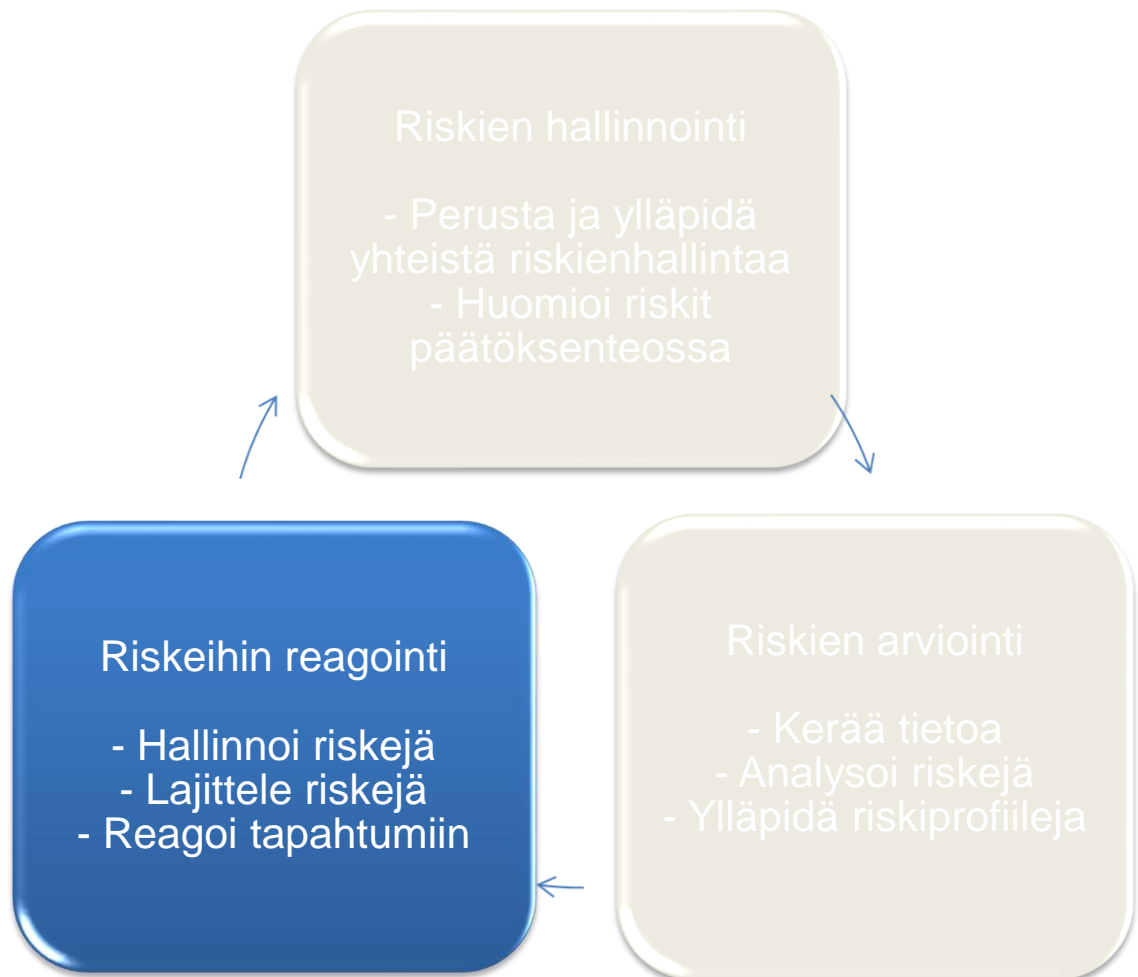 Riskien hallinnointi
- Perusta ja ylläpidä
yhteistä riskienhallintaa
- Huomioi riskit
päätöksenteossa
Riskeihin reagointi
- Hallinnoi riskejä
- Lajittele riskejä
- Reagoi tapahtumiin
Riskien arviointi
- Kerää tietoa
- Analysoi riskejä
- Ylläpidä riskiprofiileja